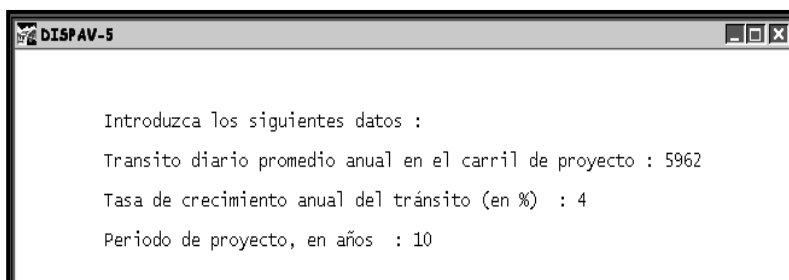 DISPAV-5
Introduzca los siguientes datos :
Transito diario promedio anual en el carril de proyecto : 5962
Tasa de crecimiento anual del tránsito (en %) : 4
Periodo de proyecto, en años : 10